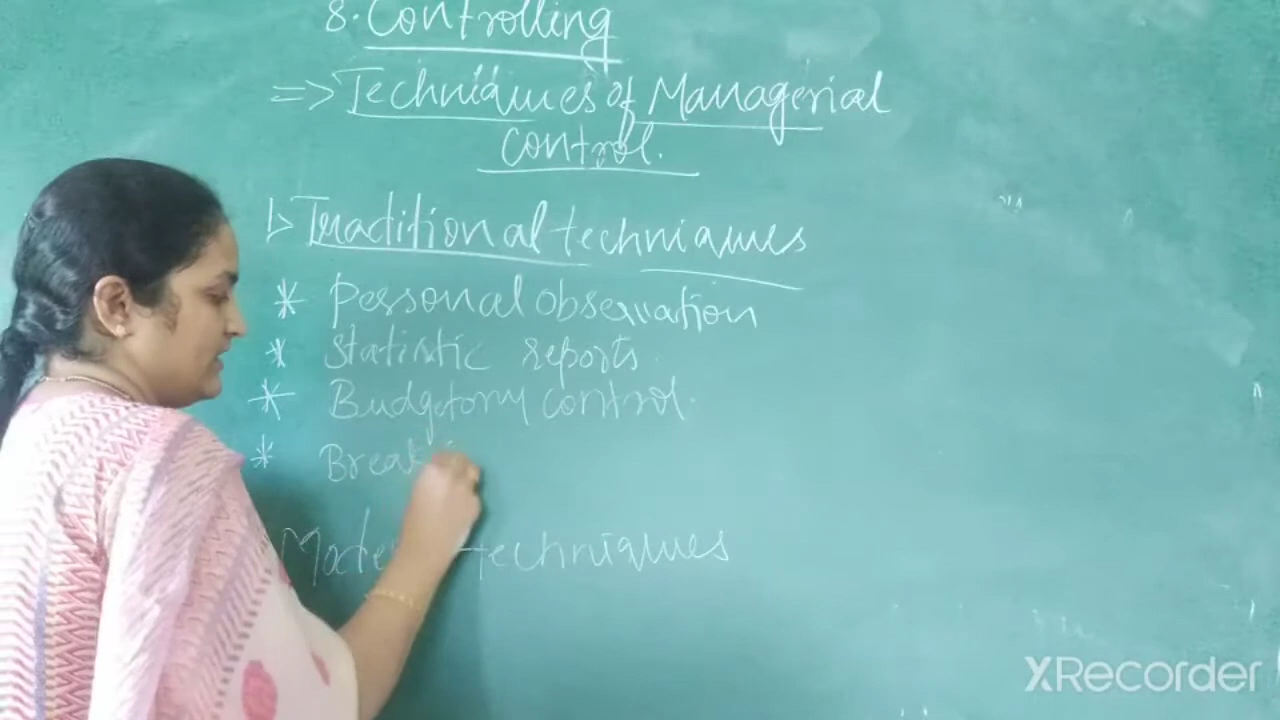 8. Controlling
=> Techniques of Managerial
control.
1> Traditional techniques
* Personal observation
* Statistic reports.
* Budgetory control.
* Break
techniques
XRecorder